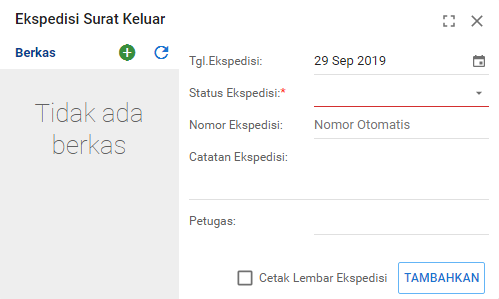 Ekspedisi Surat Keluar
Berkas
Tidak ada
berkas
Tgl.Ekspedisi: 29 Sep 2019
Status Ekspedisi:*
Nomor Ekspedisi: Nomor Otomatis
Catatan Ekspedisi:
Petugas:
Cetak Lembar Ekspedisi TAMBAHKAN